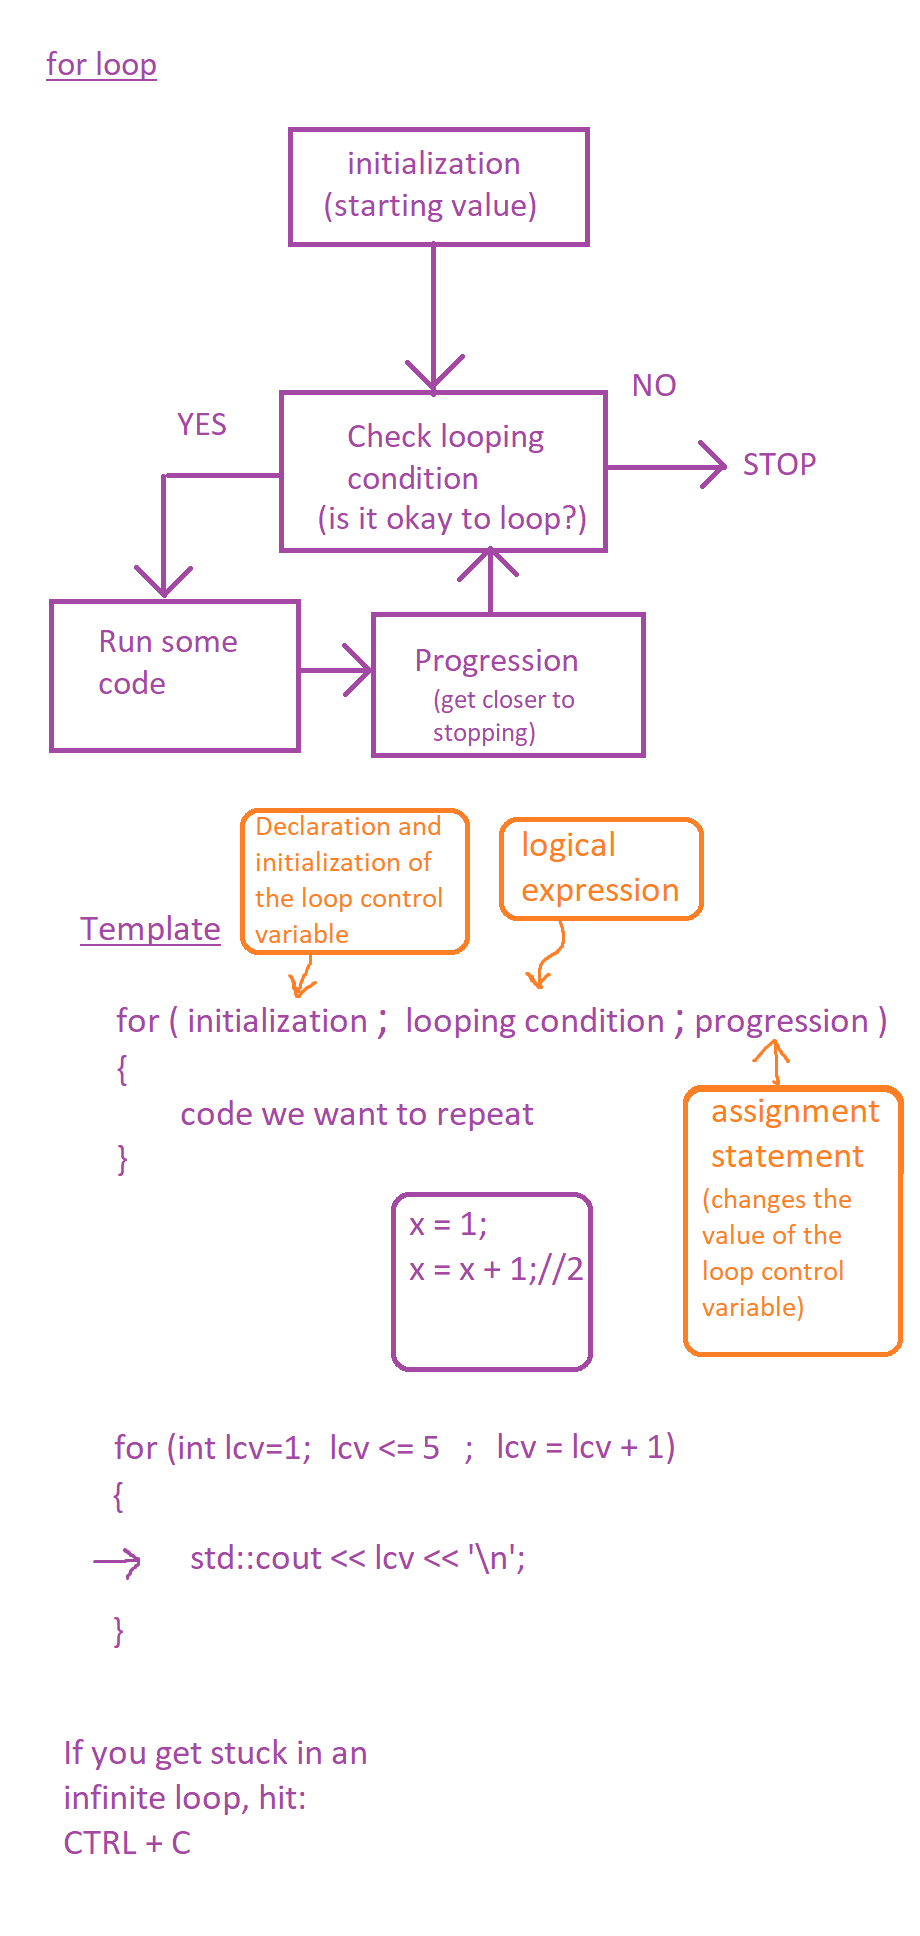 for loop
initialization
(starting value)
NO
YES
Check looping
condition
(is it okay to loop?)
STOP
Run some
code
Progression
(get closer to
stopping)
Declaration and
initialization of
the loop control
variable
logical
expression
Template
for ( initialization ; looping condition ; progression )
{
code we want to repeat
}
assignment
statement
(changes the
value of the
loop control
variable)
x = 1;
x = x + 1;//2
for (int lcv=1; lcv <= 5 ; lcv = lcv + 1)
{
std::cout << lcv << '\n';
}
If you get stuck in an
infinite loop, hit:
CTRL + C